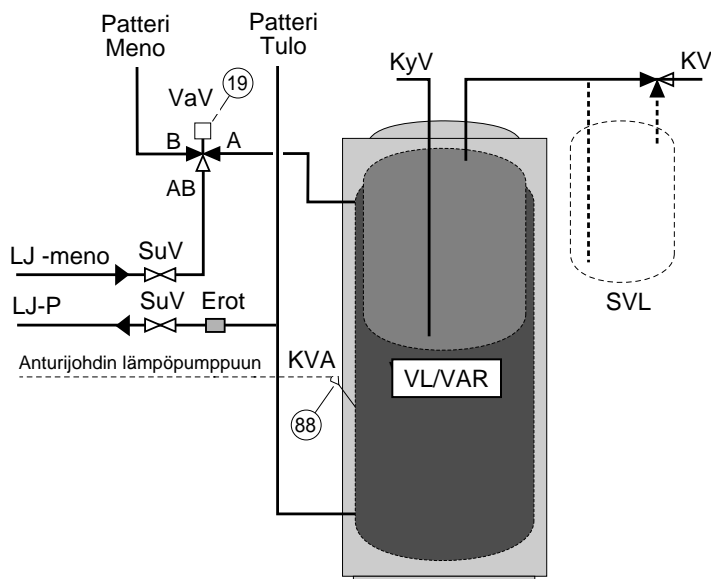 Patteri
Meno
Patteri
Tulo
KyV
KV
VaV
19
B
A
AB
SuV
LJ -meno
SuV
Erot
LJ-P
SVL
Anturijohdin lämpöpumppuun
KVA
VL/VAR
88